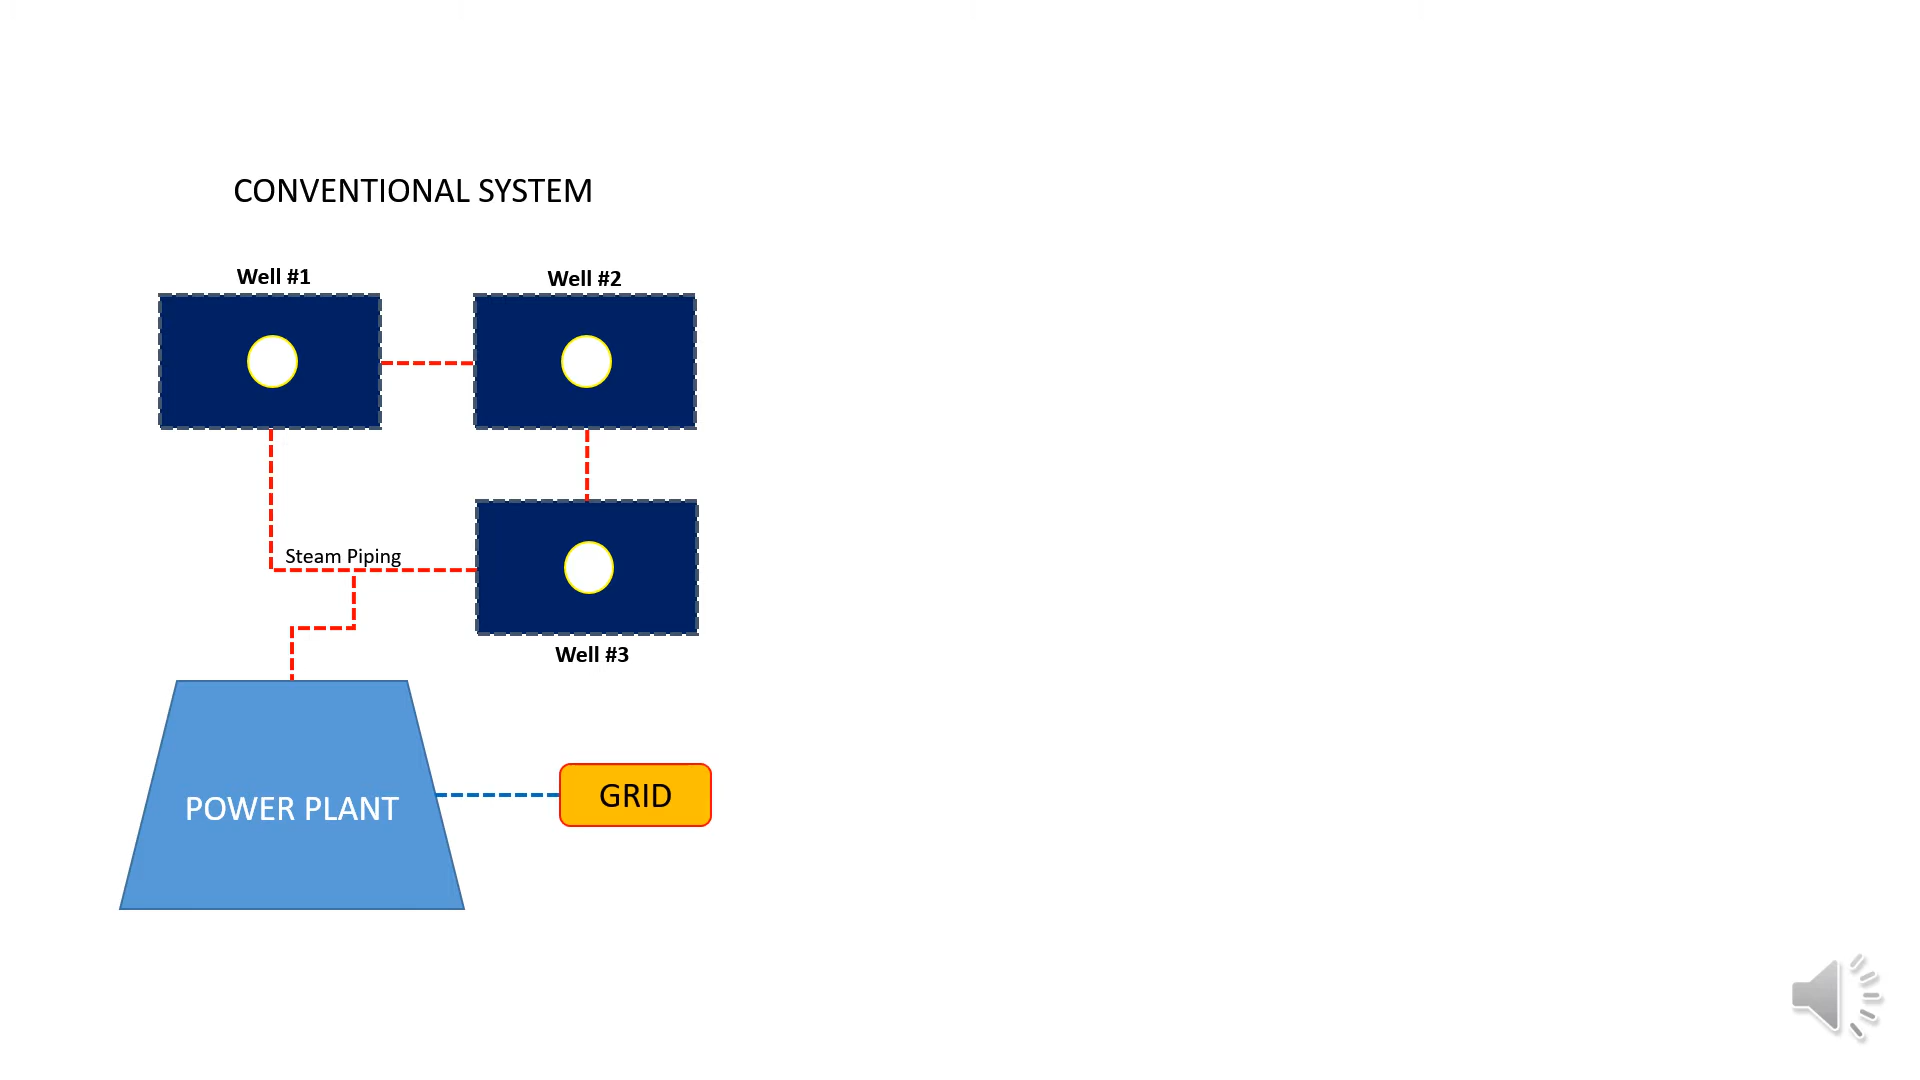 CONVENTIONAL SYSTEM
Well #1
Well #2
Steam Piping
Well #3
POWER PLANT
GRID